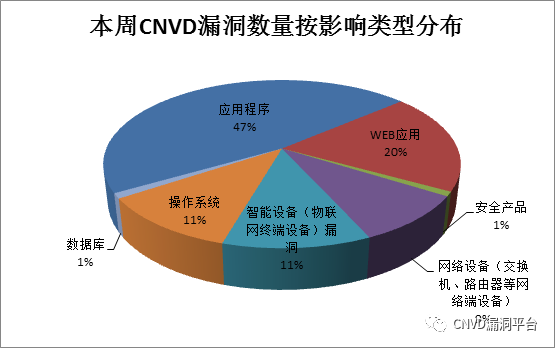 本周CNVD漏洞数量按影响类型分布
应用程序
47%
WEB应用
20%
安全产品
1%
网络设备（交换
机、路由器等网
络端设备）
智能设备（物联
网终端设备）漏
洞
11%
操作系统
11%
数据库
1%
CNVD漏洞平台